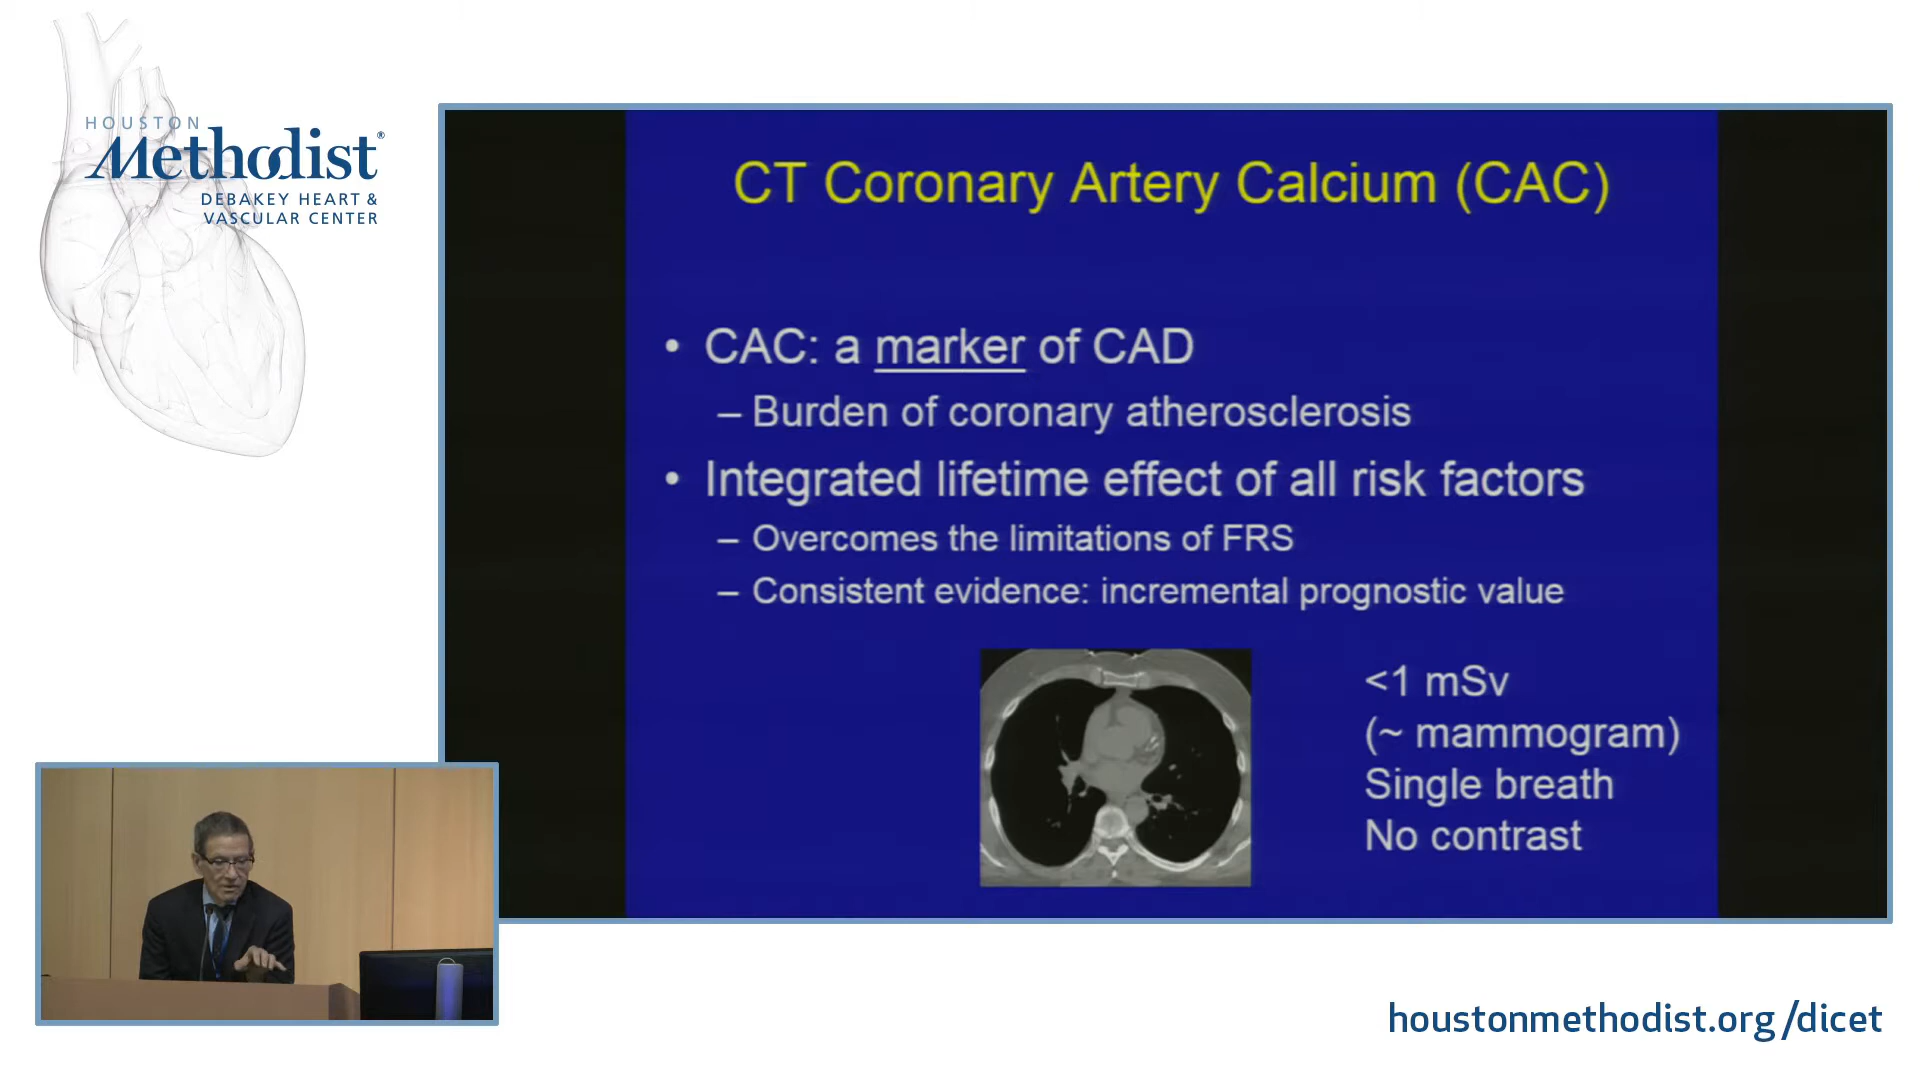 HOUSTON
Methodist®
DEBAKEY HEART &
VASCULAR CENTER
CT Coronary Artery Calcium (CAC)
• CAC: a marker of CAD
– Burden of coronary atherosclerosis
• Integrated lifetime effect of all risk factors
– Overcomes the limitations of FRS
– Consistent evidence: incremental prognostic value
<1 mSv
(~ mammogram)
Single breath
No contrast
houstonmethodist.org/dicet